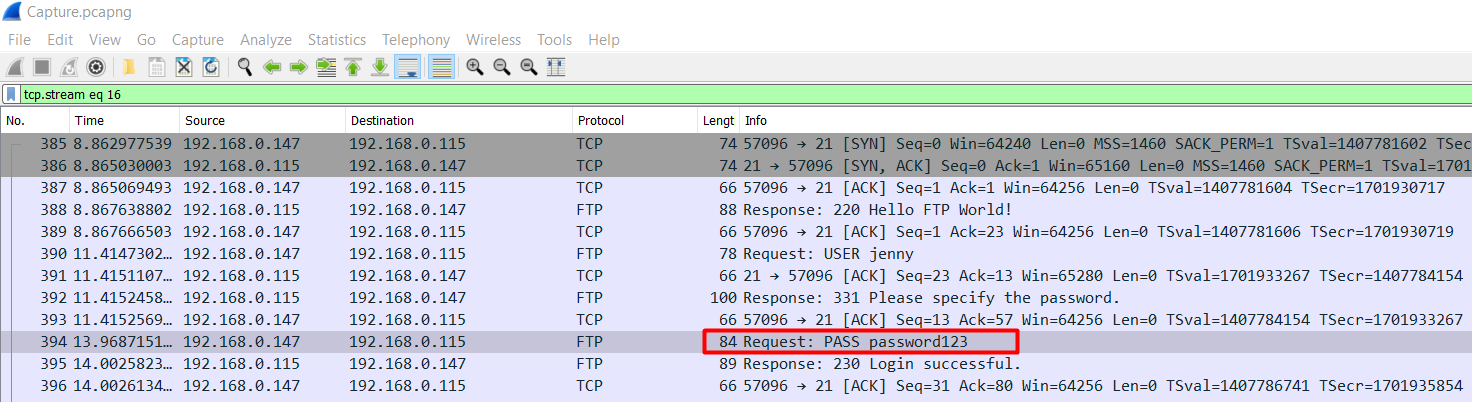 Capture.pcapng
File Edit View Go Capture Analyze Statistics Telephony Wireless Tools Help
tcp.stream eq 16
No. Time Source Destination Protocol Lengt Info
385 8.862977539 192.168.0.147 192.168.0.115 TCP 74 57096 → 21 [SYN] Seq=0 Win=64240 Len=0 MSS=1460 SACK_PERM=1 TSval=1407781602 TSec
386 8.865030003 192.168.0.115 192.168.0.147 TCP 74 21 → 57096 [SYN, ACK] Seq=0 Ack=1 Win=65160 Len=0 MSS=1460 SACK_PERM=1 TSval=1701
387 8.865069493 192.168.0.147 192.168.0.115 TCP 66 57096 → 21 [ACK] Seq=1 Ack=1 Win=64256 Len=0 TSval=1407781604 TSecr=1701930717
388 8.867638802 192.168.0.115 192.168.0.147 FTP 88 Response: 220 Hello FTP World!
389 8.867666503 192.168.0.147 192.168.0.115 TCP 66 57096 → 21 [ACK] Seq=1 Ack=23 Win=64256 Len=0 TSval=1407781606 TSecr=1701930719
390 11.4147302… 192.168.0.147 192.168.0.115 FTP 78 Request: USER jenny
391 11.4151107… 192.168.0.115 192.168.0.147 TCP 66 21 → 57096 [ACK] Seq=23 Ack=13 Win=65280 Len=0 TSval=1701933267 TSecr=1407784154
392 11.4152458… 192.168.0.115 192.168.0.147 FTP 100 Response: 331 Please specify the password.
393 11.4152569… 192.168.0.147 192.168.0.115 TCP 66 57096 → 21 [ACK] Seq=13 Ack=57 Win=64256 Len=0 TSval=1407784154 TSecr=1701933267
394 13.9687151… 192.168.0.147 192.168.0.115 FTP 84 Request: PASS password123
395 14.0025823… 192.168.0.115 192.168.0.147 FTP 89 Response: 230 Login successful.
396 14.0026134… 192.168.0.147 192.168.0.115 TCP 66 57096 → 21 [ACK] Seq=31 Ack=80 Win=64256 Len=0 TSval=1407786741 TSecr=1701935854